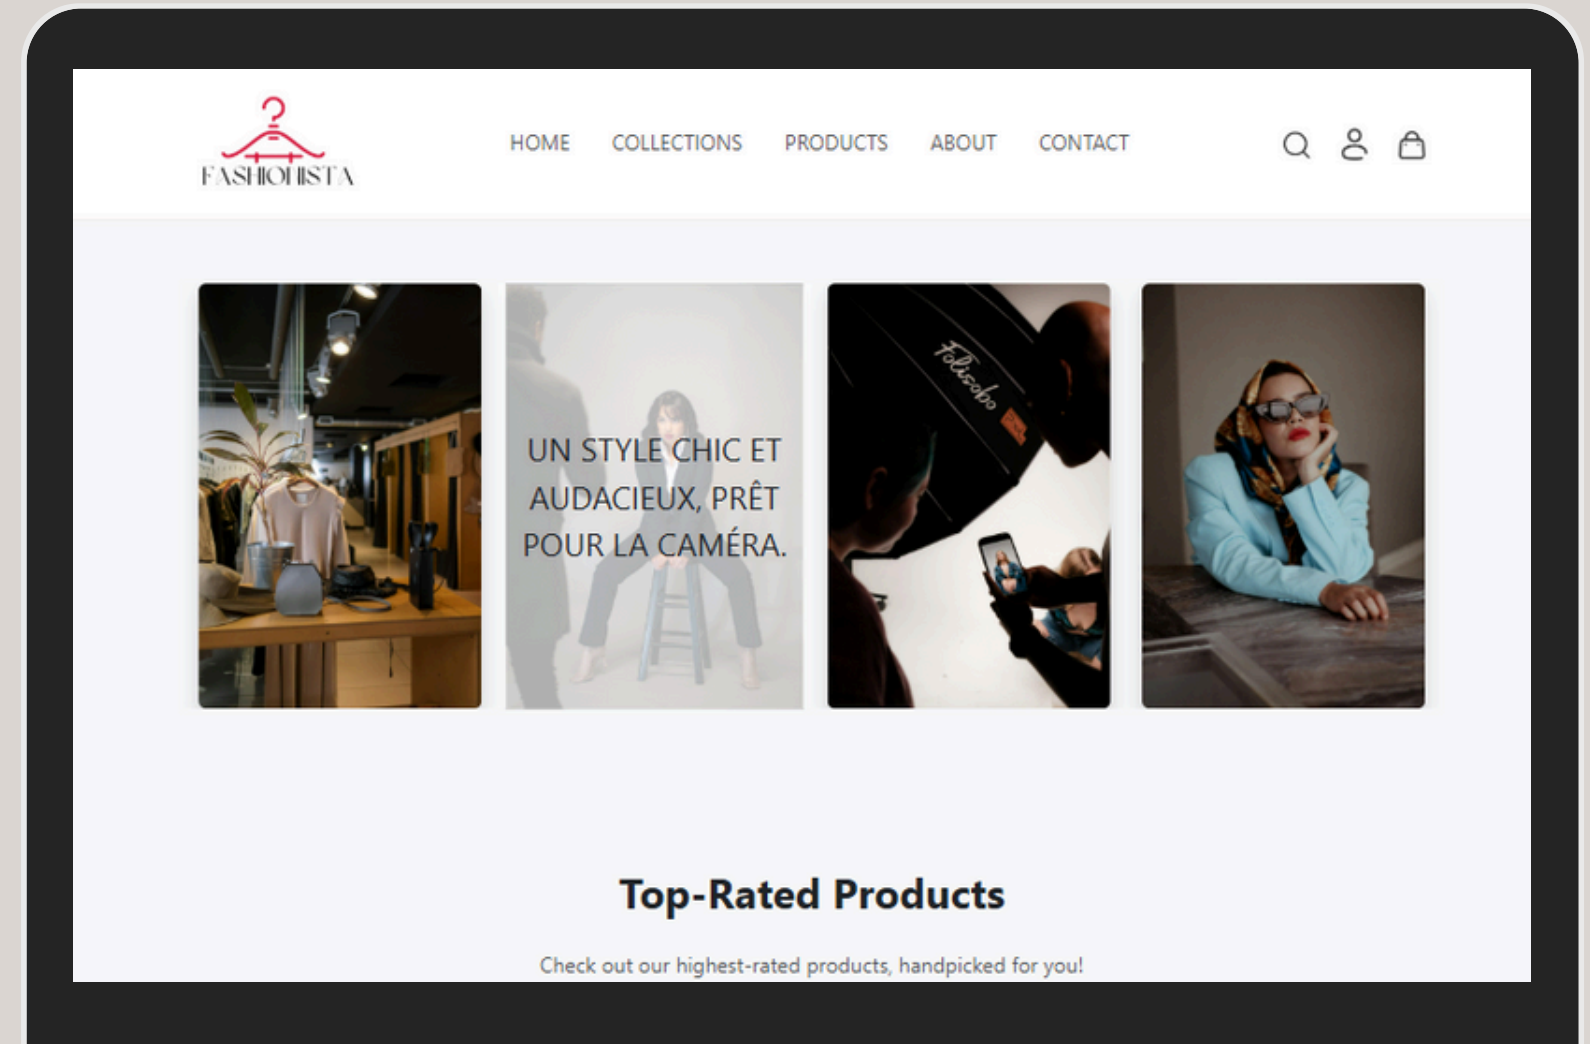 FASHIONISTA
HOME COLLECTIONS PRODUCTS ABOUT CONTACT
UN STYLE CHIC ET
AUDACIEUX, PRÊT
POUR LA CAMÉRA.
Folisobo
Top-Rated Products
Check out our highest-rated products, handpicked for you!